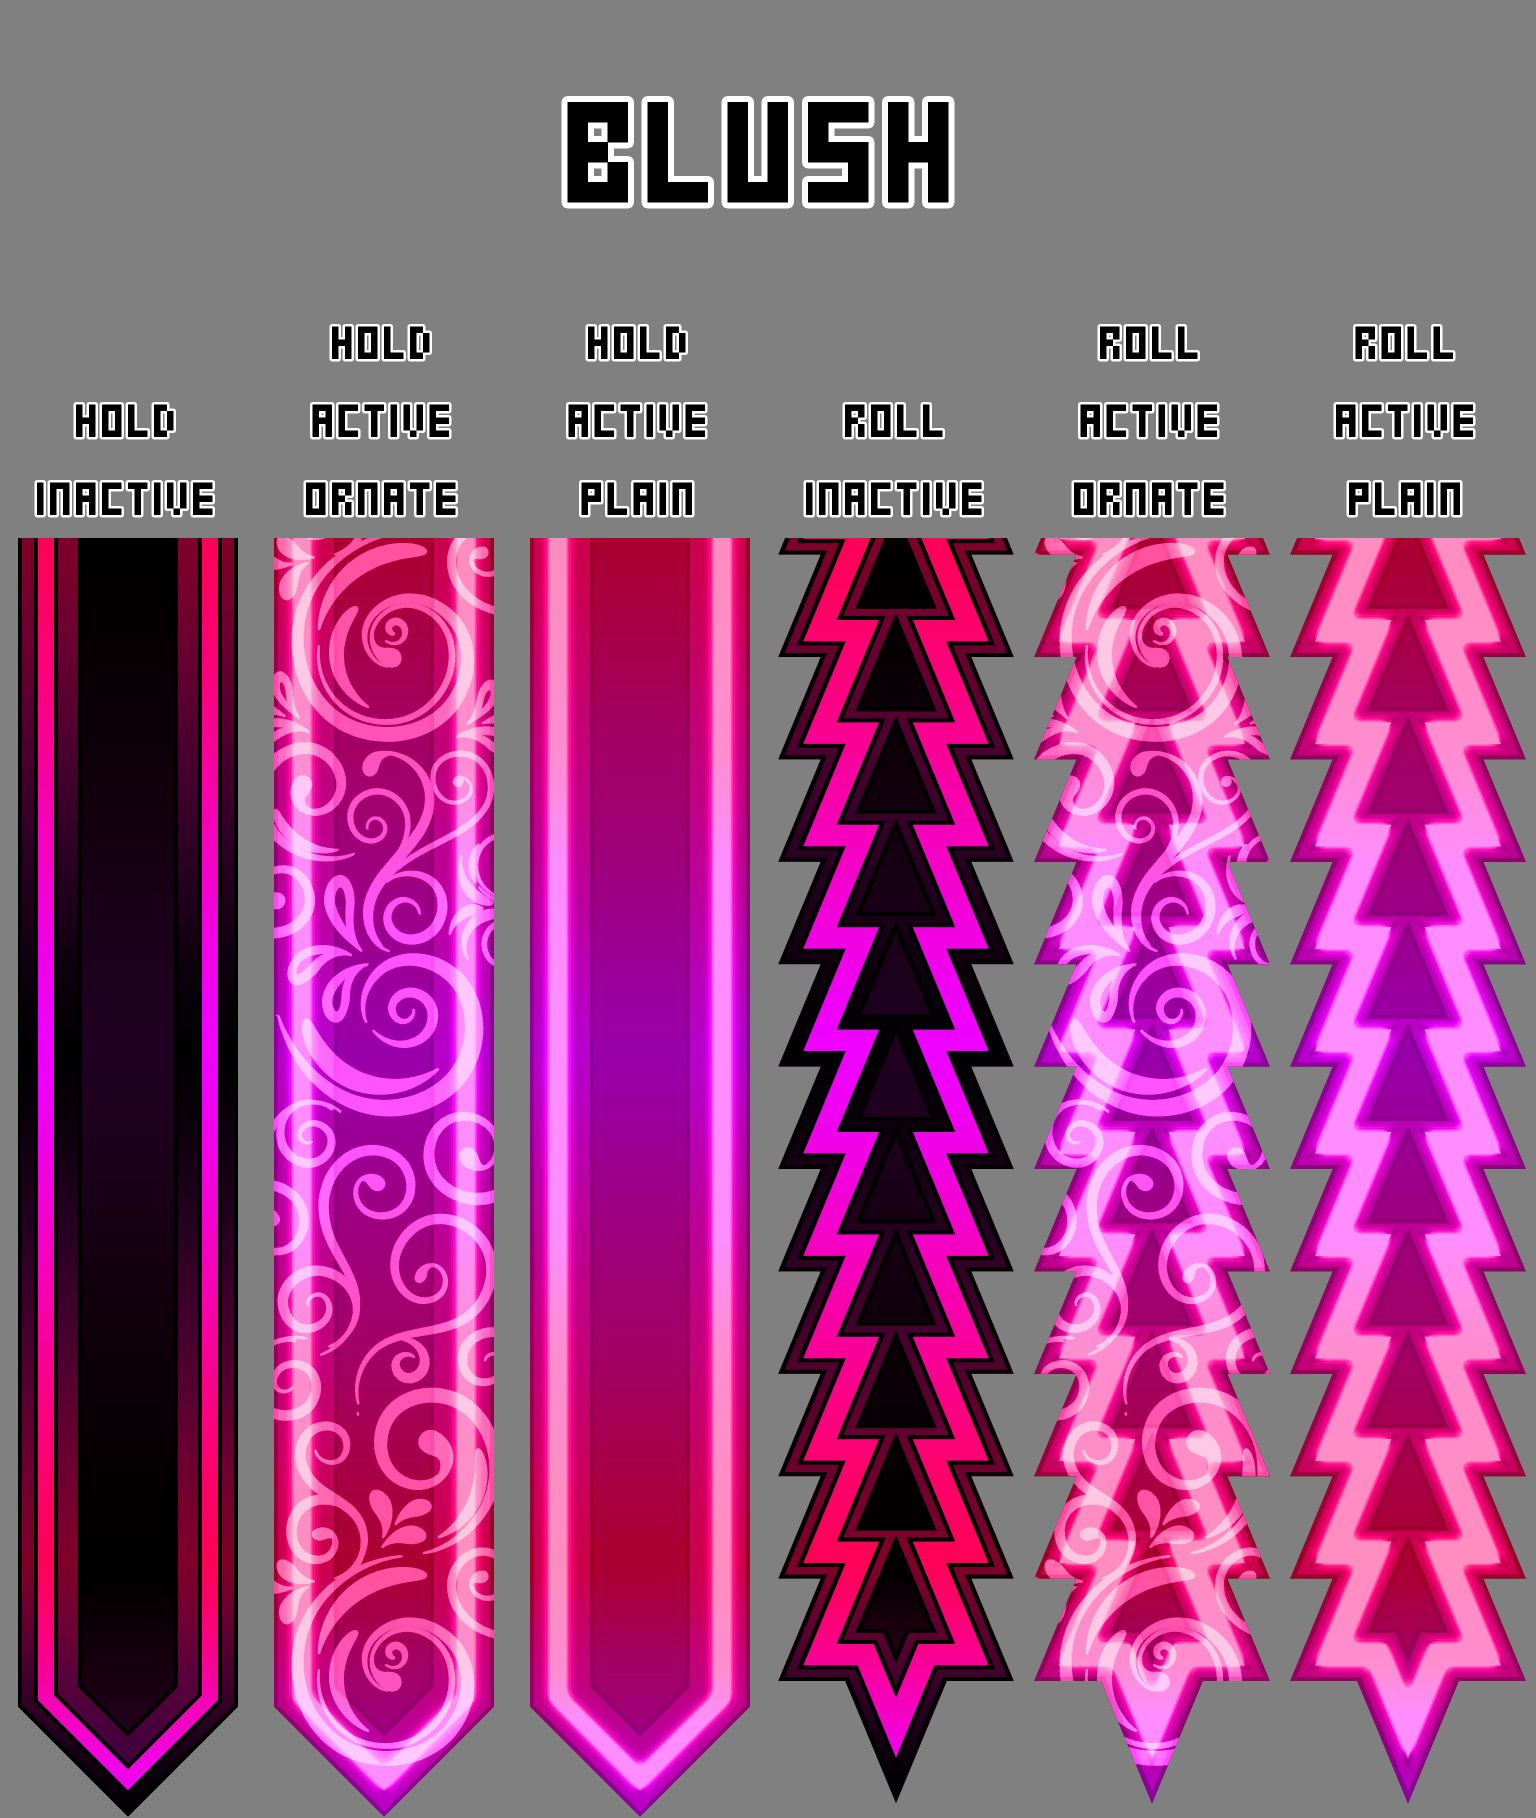 BLUSH
HOLD
INACTIVE
HOLD
ACTIVE
ORNATE
HOLD
ACTIVE
PLAIN
ROLL
INACTIVE
ROLL
ACTIVE
ORNATE
ROLL
ACTIVE
PLAIN